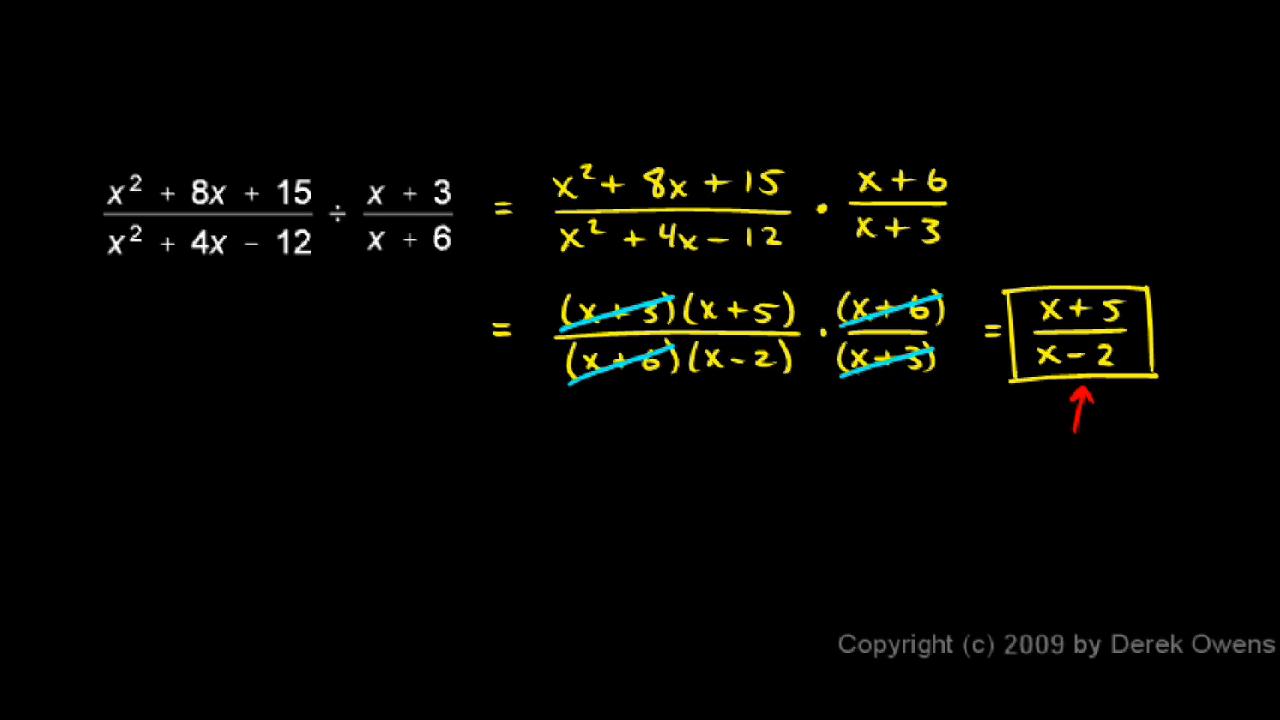 (x² + 8x + 15)/(x² + 4x − 12) ÷ (x + 3)/(x + 6) = (x² + 8x + 15)/(x² + 4x − 12) · (x + 6)/(x + 3)
= (x + 3)(x + 5)/(x + 6)(x − 2) · (x + 6)/(x + 3) = (x + 5)/(x − 2)
Copyright (c) 2009 by Derek Owens